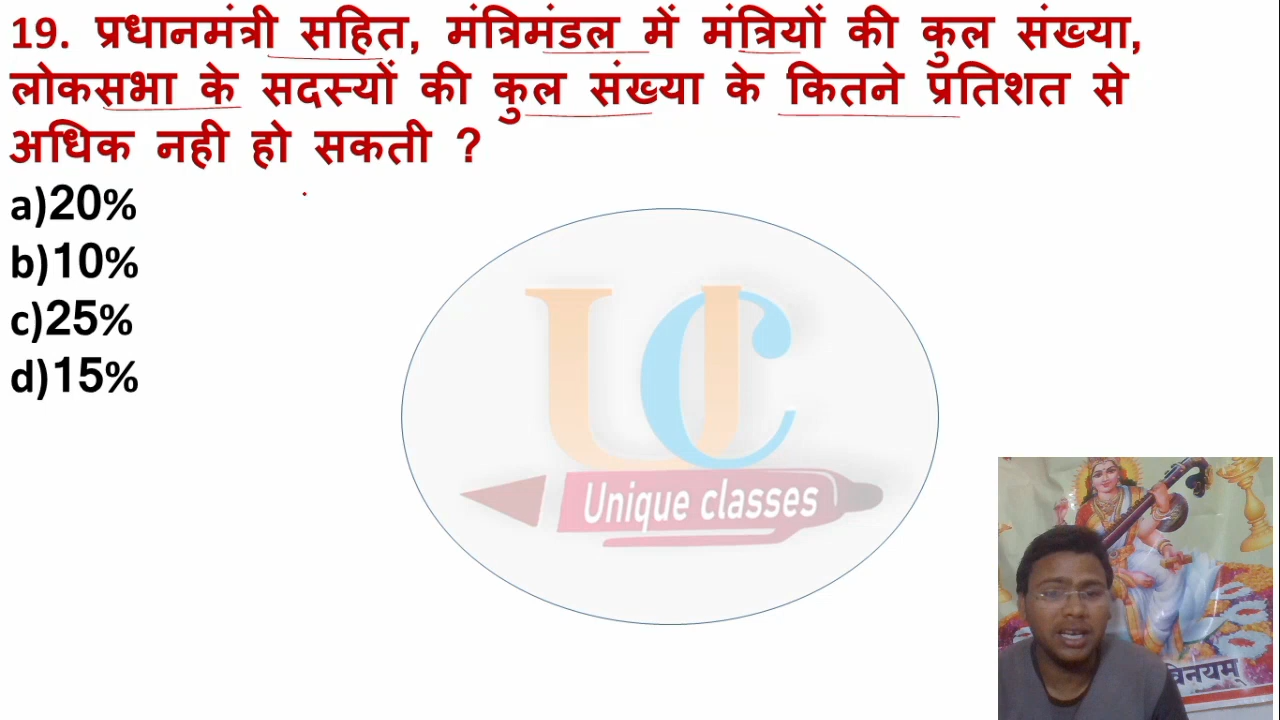 19. प्रधानमंत्री सहित, मंत्रिमंडल में मंत्रियों की कुल संख्या,
लोकसभा के सदस्यों की कुल संख्या के कितने प्रतिशत से
अधिक नही हो सकती ?
a)20%
b)10%
c)25%
d)15%
UC
Unique classes